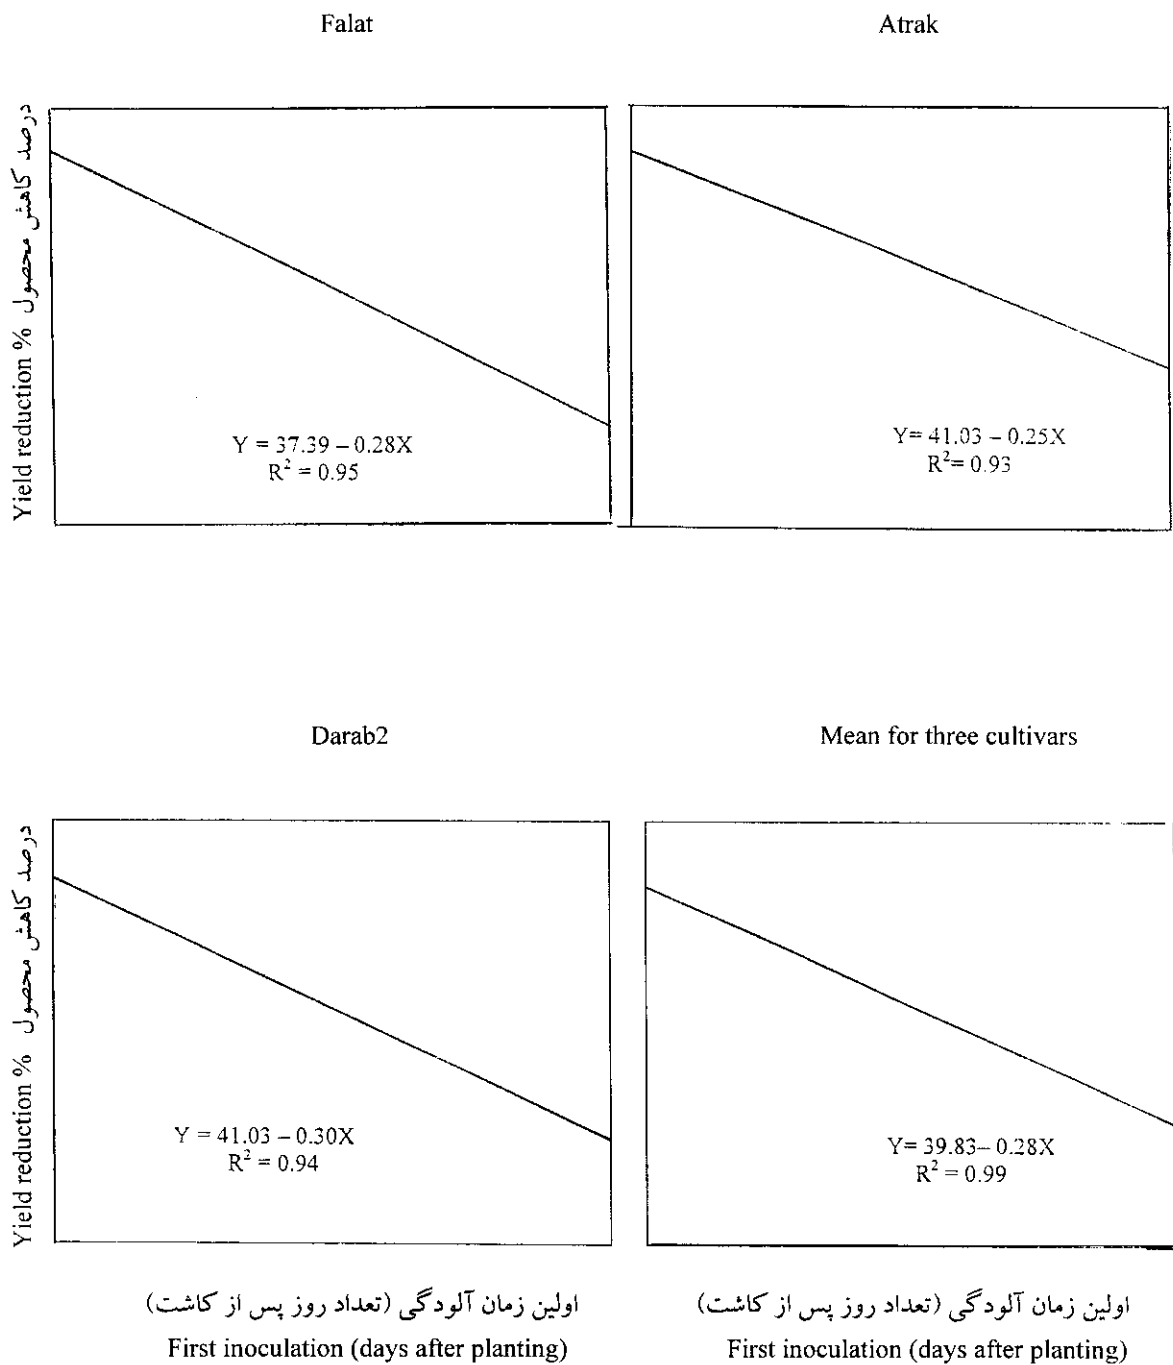 Falat
Atrak
درصد کاهش محصول Yield reduction %
Y = 37.39 – 0.28X
R² = 0.95
Y= 41.03 – 0.25X
R²= 0.93
Darab2
Mean for three cultivars
درصد کاهش محصول Yield reduction %
Y = 41.03 – 0.30X
R² = 0.94
Y= 39.83– 0.28X
R² = 0.99
اولین زمان آلودگی (تعداد روز پس از کاشت)
First inoculation (days after planting)
اولین زمان آلودگی (تعداد روز پس از کاشت)
First inoculation (days after planting)